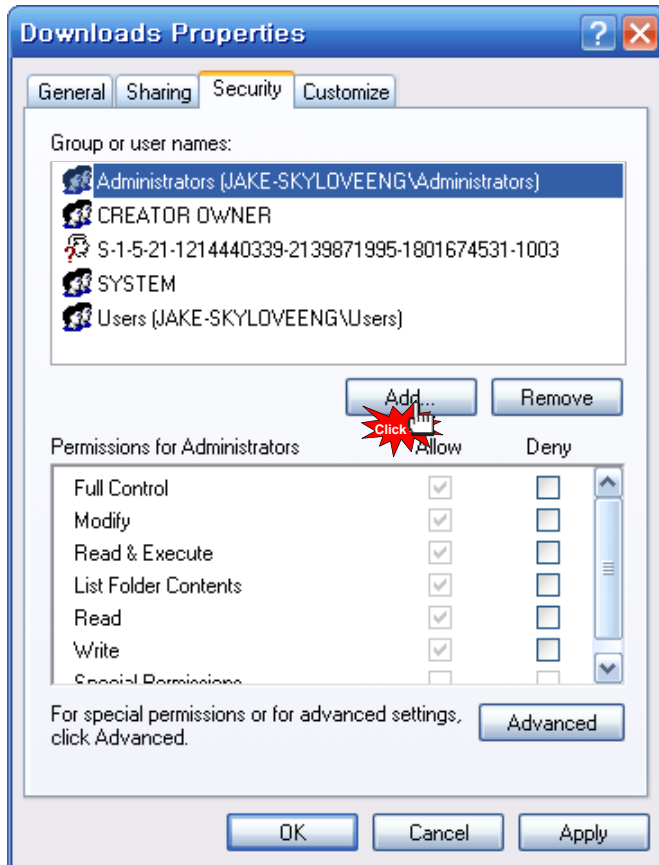 Downloads Properties
General Sharing Security Customize
Group or user names:
Administrators (JAKE-SKYLOVEENG\Administrators)
CREATOR OWNER
S-1-5-21-1214440339-2139871995-1801674531-1003
SYSTEM
Users (JAKE-SKYLOVEENG\Users)
Add... Remove
Click
Permissions for Administrators Allow Deny
Full Control
Modify
Read & Execute
List Folder Contents
Read
Write
Special Permissions
For special permissions or for advanced settings,
click Advanced.
Advanced
OK Cancel Apply